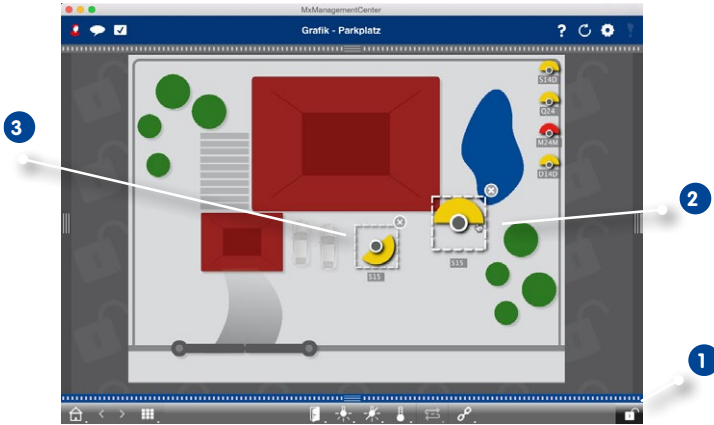 MxManagementCenter
Grafik - Parkplatz
?
S14D
Q24
M24M
D14D
3
2
S15
S15
1